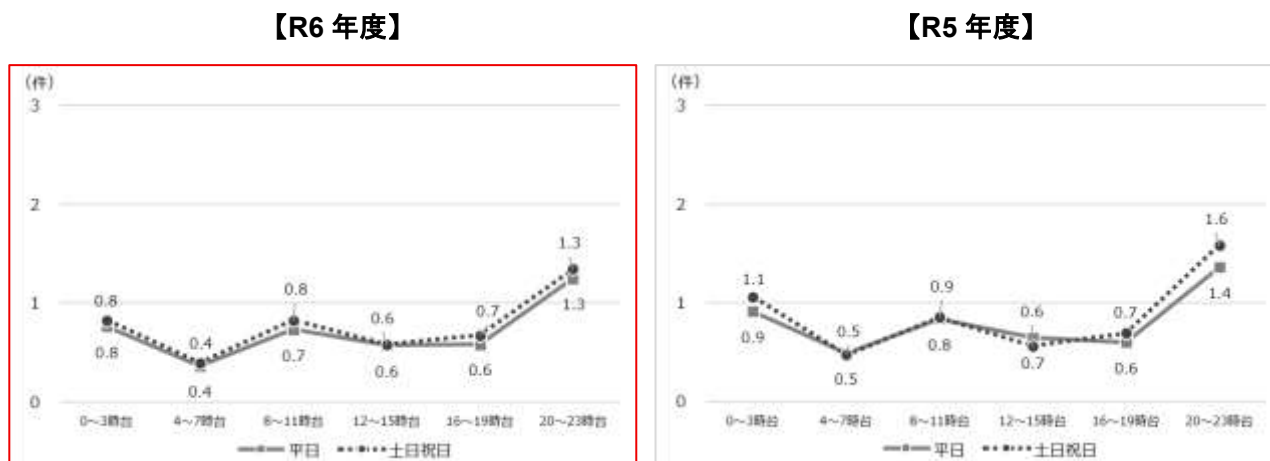 【R6 年度】
(件)
3
2
1
0
0.8
0.8
0.4
0.4
0.8
0.7
0.6
0.6
0.7
0.6
1.3
1.3
0～3時台
4～7時台
8～11時台
12～15時台
16～19時台
20～23時台
平日
土日祝日
【R5 年度】
(件)
3
2
1
0
1.1
0.9
0.5
0.5
0.9
0.8
0.6
0.7
0.7
0.6
1.6
1.4
0～3時台
4～7時台
8～11時台
12～15時台
16～19時台
20～23時台
平日
土日祝日